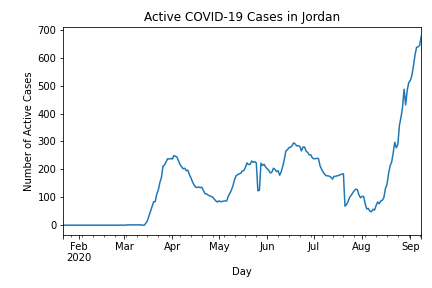 Active COVID-19 Cases in Jordan
Number of Active Cases
700
600
500
400
300
200
100
0
Feb Mar Apr May Jun Jul Aug Sep
2020
Day